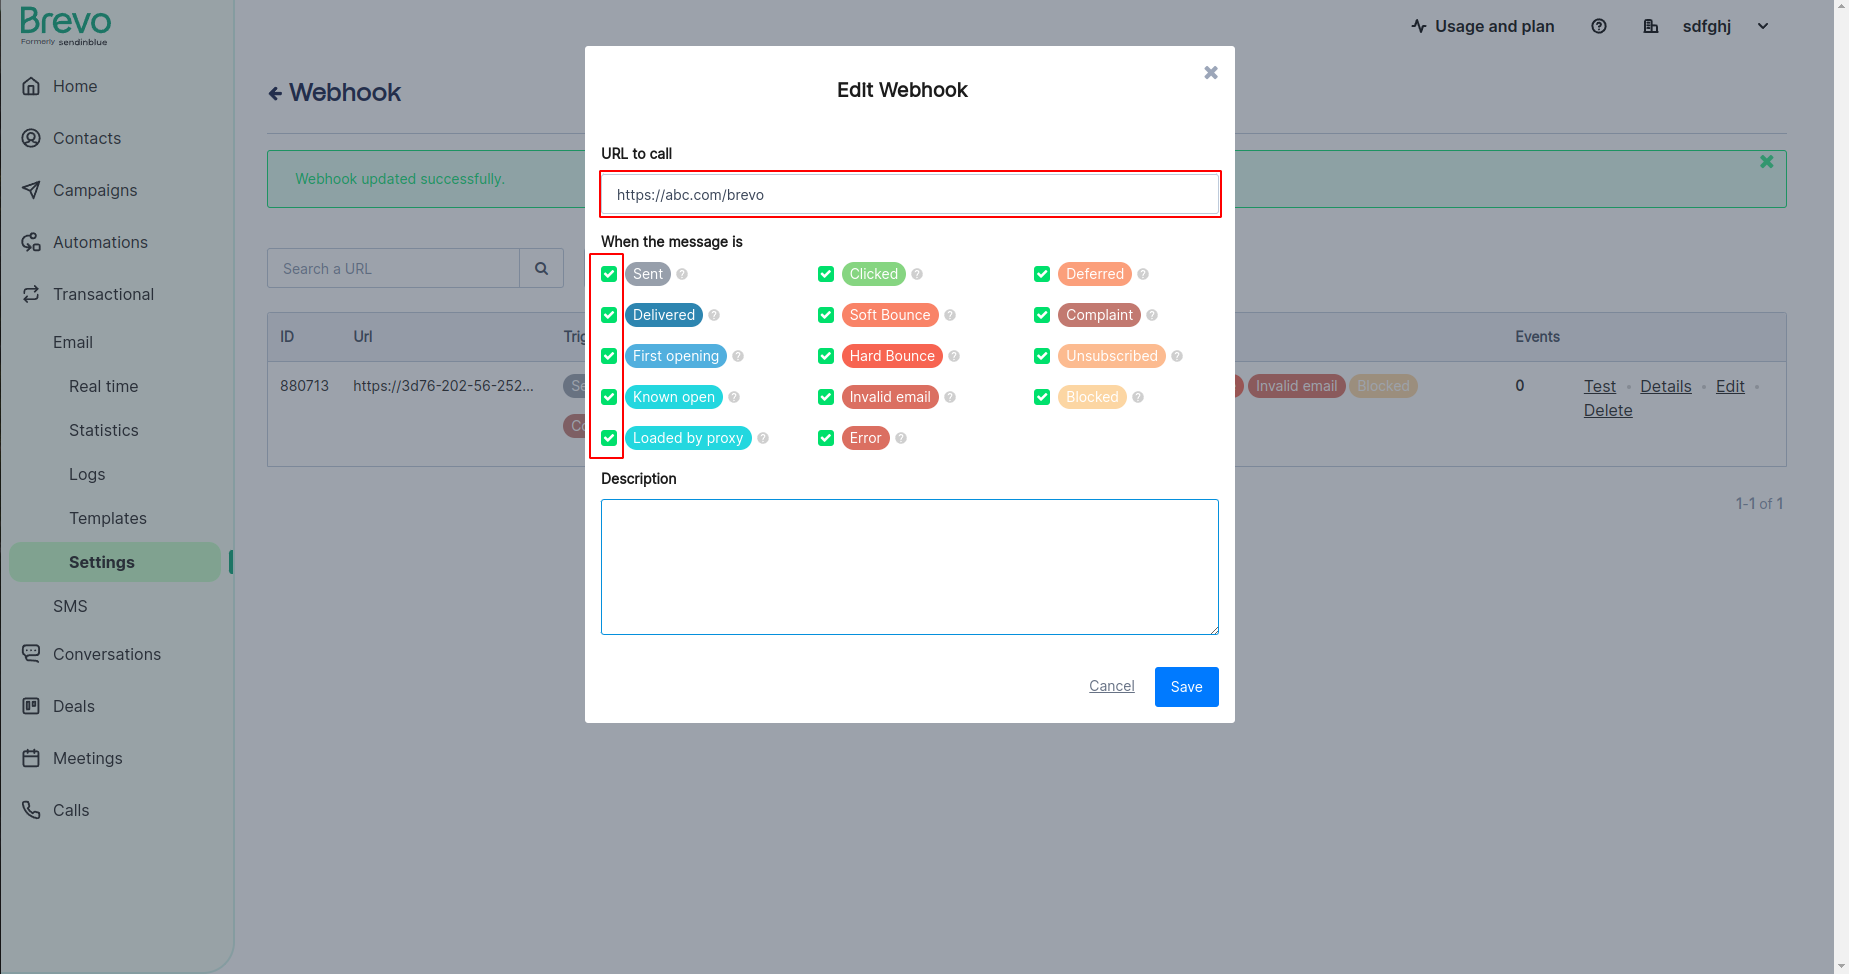 Brevo
Formerly sendinblue
Usage and plan
sdfghj
Home
Contacts
Campaigns
Automations
Transactional
Email
Real time
Statistics
Logs
Templates
Settings
SMS
Conversations
Deals
Meetings
Calls
Webhook
Webhook updated successfully.
Search a URL
ID Url Events
880713 https://3d76-202-56-252... Invalid email Blocked 0 Test Details Edit
Delete
1-1 of 1
Edit Webhook
URL to call
https://abc.com/brevo
When the message is
Sent Clicked Deferred
Delivered Soft Bounce Complaint
First opening Hard Bounce Unsubscribed
Known open Invalid email Blocked
Loaded by proxy Error
Description
Cancel Save